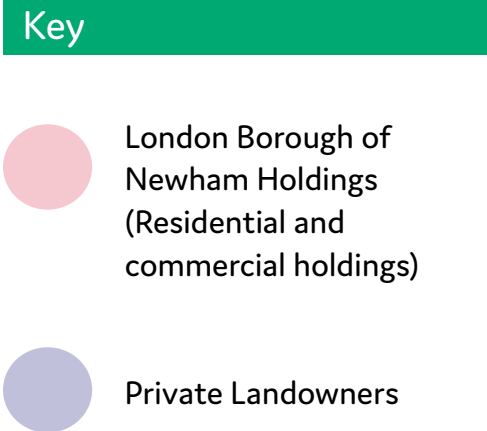 Key
London Borough of
Newham Holdings
(Residential and
commercial holdings)
Private Landowners